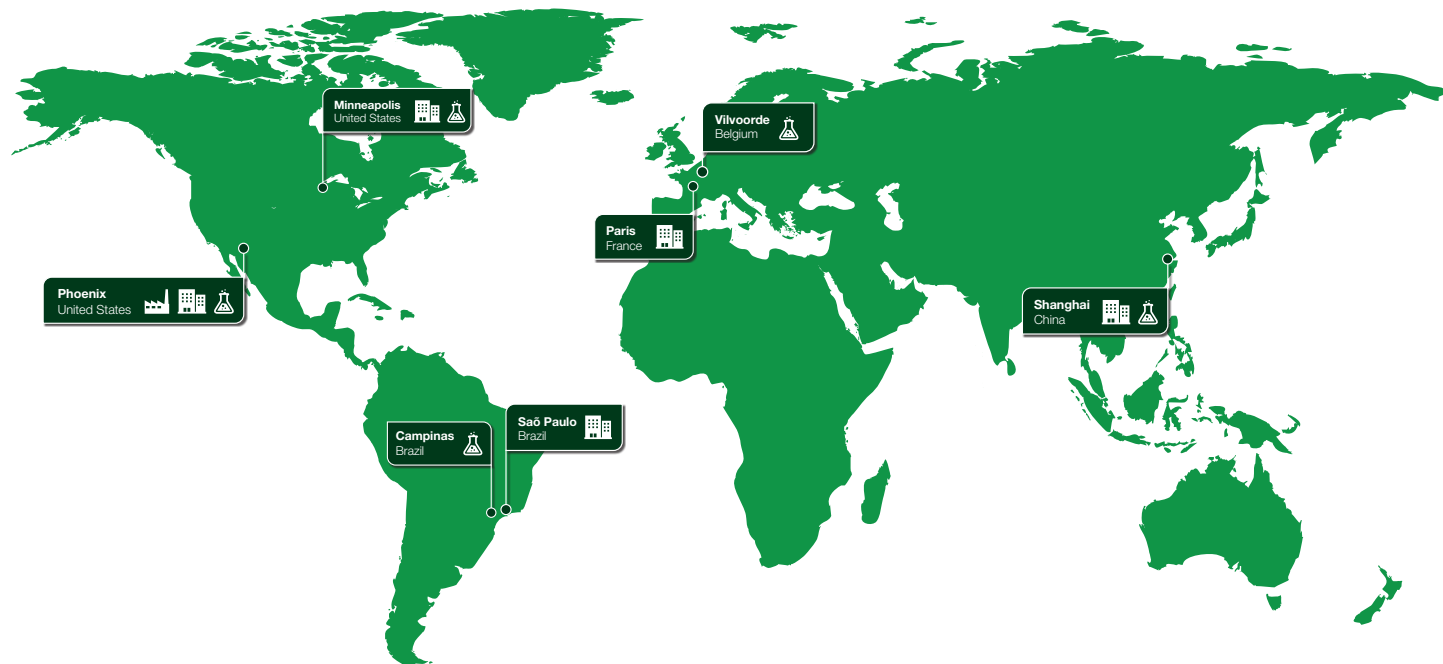 Minneapolis
United States
Vilvoorde
Belgium
Paris
France
Phoenix
United States
Shanghai
China
Campinas
Brazil
Saõ Paulo
Brazil